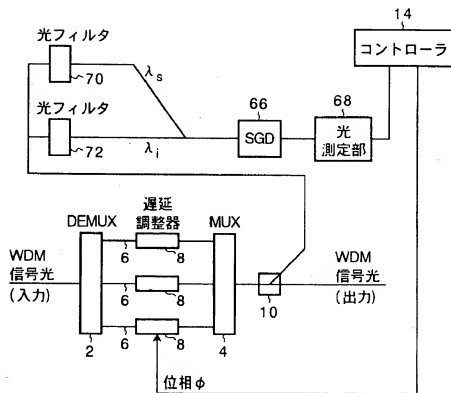 光フィルタ
70
λs
光フィルタ
72
λi
66
SGD
68
光
測定部
14
コントローラ
遅延
調整器
DEMUX
MUX
WDM
信号光
(入力)
6
8
6
8
6
8
2
4
10
WDM
信号光
(出力)
位相φ